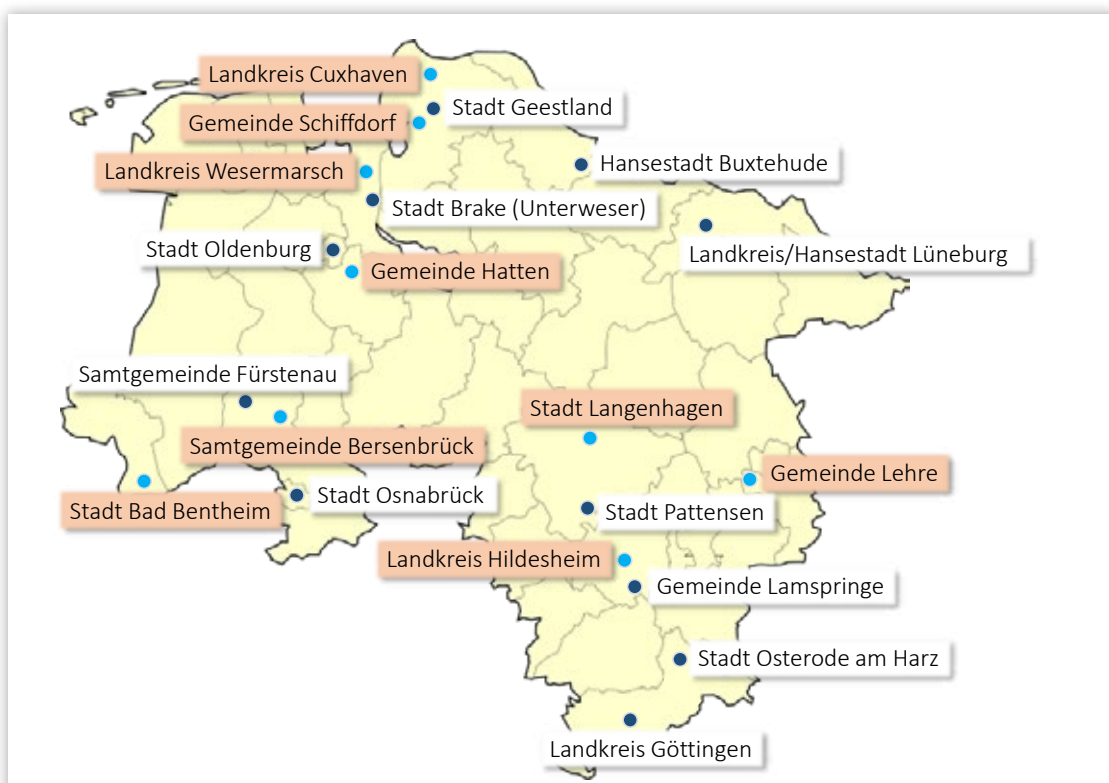 Landkreis Cuxhaven
Stadt Geestland
Gemeinde Schiffdorf
Hansestadt Buxtehude
Landkreis Wesermarsch
Stadt Brake (Unterweser)
Stadt Oldenburg
Landkreis/Hansestadt Lüneburg
Gemeinde Hatten
Samtgemeinde Fürstenau
Stadt Langenhagen
Samtgemeinde Bersenbrück
Gemeinde Lehre
Stadt Osnabrück
Stadt Bad Bentheim
Stadt Pattensen
Landkreis Hildesheim
Gemeinde Lamspringe
Stadt Osterode am Harz
Landkreis Göttingen